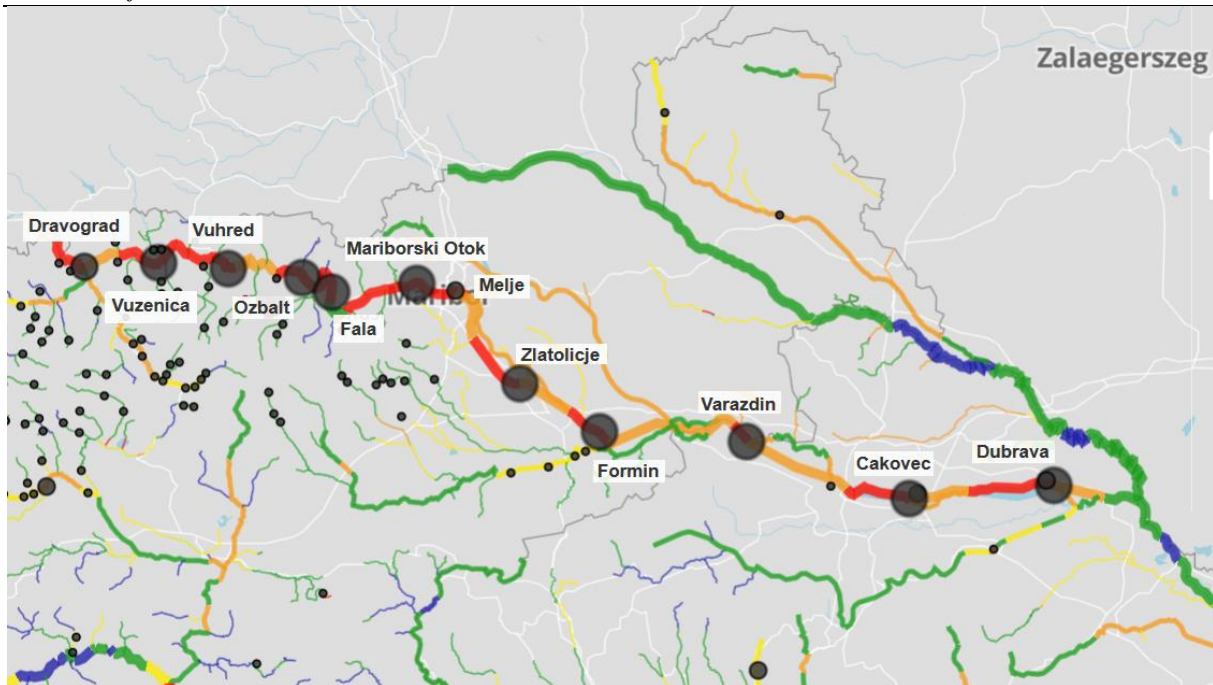 Zalaegerszeg
Dravograd
Vuhred
Mariborski Otok
Vuzenica
Ozbalt
Fala
Melje
Zlatolicje
Varazdin
Formin
Cakovec
Dubrava